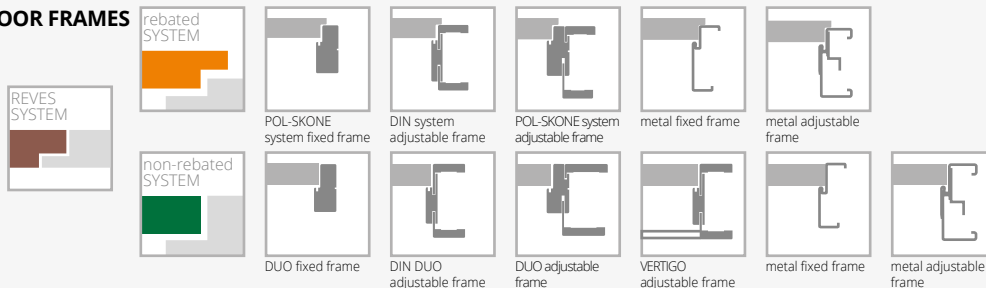 OOR FRAMES
rebated
SYSTEM
REVES
SYSTEM
POL-SKONE
system fixed frame
DIN system
adjustable frame
POL-SKONE system
adjustable frame
metal fixed frame
metal adjustable
frame
non-rebated
SYSTEM
DUO fixed frame
DIN DUO
adjustable frame
DUO adjustable
frame
VERTIGO
adjustable frame
metal fixed frame
metal adjustable
frame